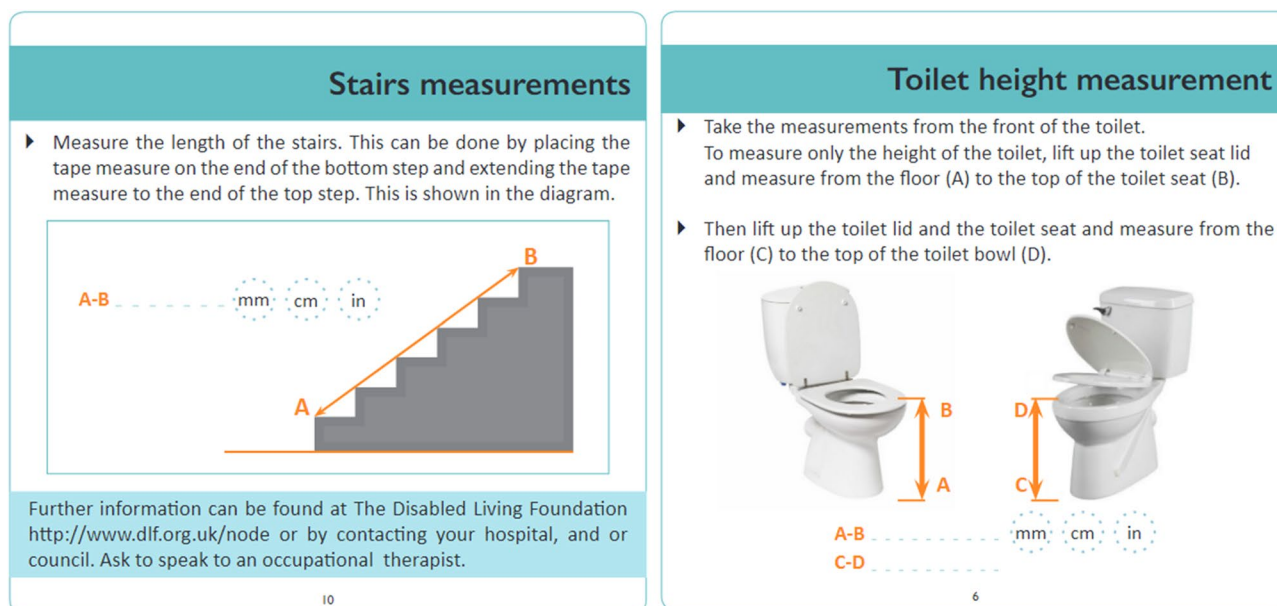 Stairs measurements
Measure the length of the stairs. This can be done by placing the
tape measure on the end of the bottom step and extending the tape
measure to the end of the top step. This is shown in the diagram.
B
A-B
mm cm in
A
Further information can be found at The Disabled Living Foundation
http://www.dlf.org.uk/node or by contacting your hospital, and or
council. Ask to speak to an occupational therapist.
10
Toilet height measurement
Take the measurements from the front of the toilet.
To measure only the height of the toilet, lift up the toilet seat lid
and measure from the floor (A) to the top of the toilet seat (B).
Then lift up the toilet lid and the toilet seat and measure from the
floor (C) to the top of the toilet bowl (D).
B
D
A
C
A-B
mm cm in
C-D
6